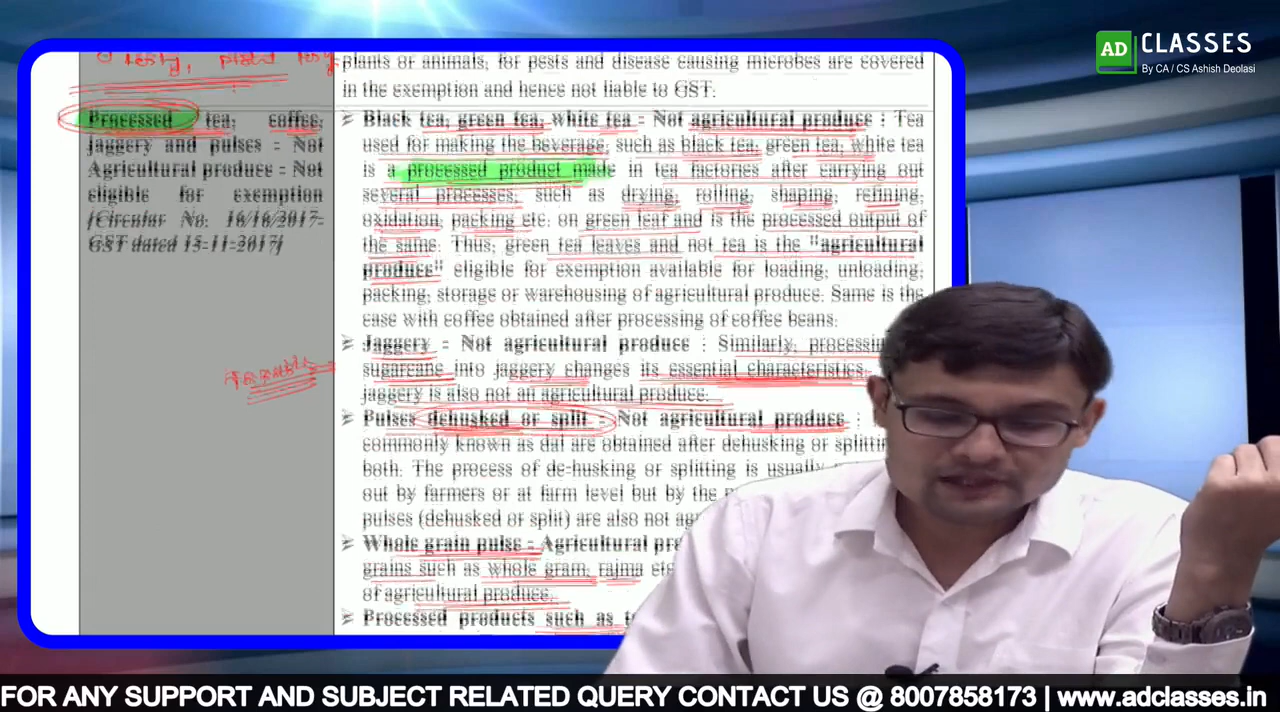 AD CLASSES
By CA / CS Ashish Deolasi
plants or animals, for pests and disease causing microbes are covered
in the exemption and hence not liable to GST.
Processed tea, coffee,
jaggery and pulses - Not
Agricultural produce - Not
eligible for exemption
[Circular No. 16/16/2017-
GST dated 15-11-2017]
➢ Black tea, green tea, white tea - Not agricultural produce : Tea
used for making the beverage, such as black tea, green tea, white tea
is a processed product made in tea factories after carrying out
several processes, such as drying, rolling, shaping, refining,
oxidation, packing etc. on green leaf and is the processed output of
the same. Thus, green tea leaves and not tea is the "agricultural
produce" eligible for exemption available for loading, unloading,
packing, storage or warehousing of agricultural produce. Same is the
case with coffee obtained after processing of coffee beans.
➢ Jaggery - Not agricultural produce : Similarly, processing
sugarcane into jaggery changes its essential characteristics.
jaggery is also not an agricultural produce.
➢ Pulses dehusked or split - Not agricultural produce :
commonly known as dal are obtained after dehusking or splitting
both. The process of de-husking or splitting is usually
out by farmers or at farm level but by the
pulses (dehusked or split) are also not
➢ Whole grain pulse - Agricultural
grains such as whole gram, rajma etc
of agricultural produce.
➢ Processed products such as
FOR ANY SUPPORT AND SUBJECT RELATED QUERY CONTACT US @ 8007858173 | www.adclasses.in